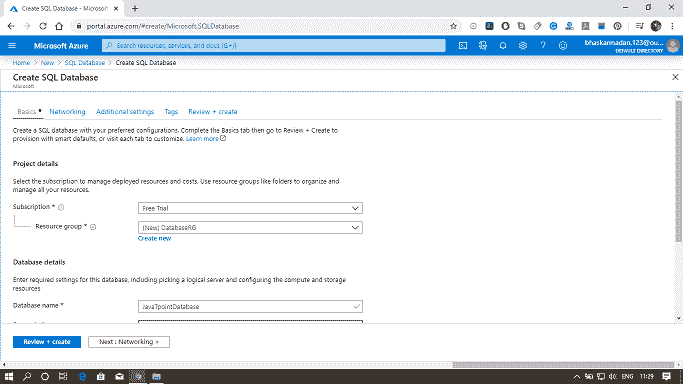 Create SQL Database - Microsoft
portal.azure.com/#create/Microsoft.SQLDatabase
Microsoft Azure
Search resources, services, and docs (G+/)
bhaskarmadan.123@ou...
DEFAULT DIRECTORY
Home > New > SQL Database > Create SQL Database
Create SQL Database
Microsoft
Basics * Networking Additional settings Tags Review + create
Create a SQL database with your preferred configurations. Complete the Basics tab then go to Review + Create to
provision with smart defaults, or visit each tab to customize. Learn more
Project details
Select the subscription to manage deployed resources and costs. Use resource groups like folders to organize and
manage all your resources.
Subscription * Free Trial
Resource group * (New) DatabaseRG
Create new
Database details
Enter required settings for this database, including picking a logical server and configuring the compute and storage
resources
Database name * JavaTpointDatabase
Review + create Next : Networking >
ENG 11:29